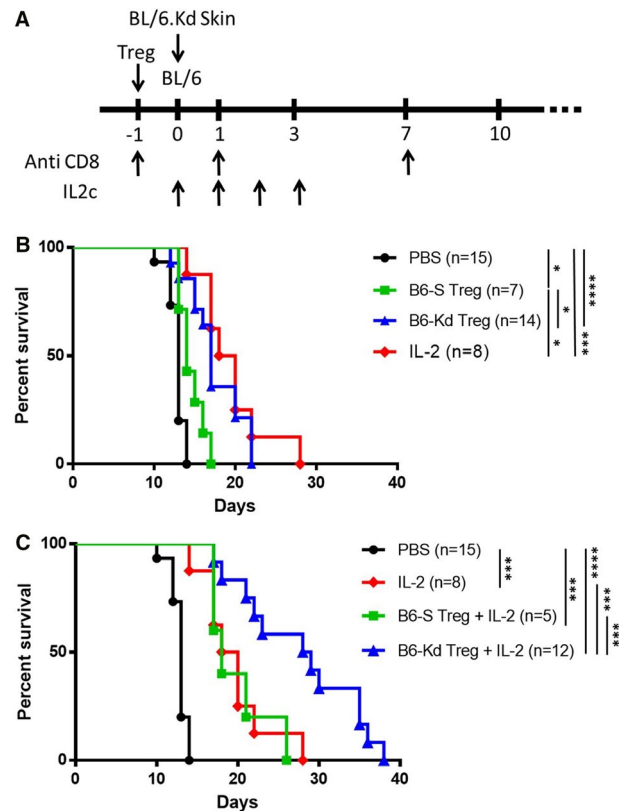 A
BL/6.Kd Skin
Treg
BL/6
-1 0 1 3 7 10
Anti CD8
IL2c
B
100
50
0
Percent survival
0 10 20 30 40
Days
PBS (n=15)
B6-S Treg (n=7)
B6-Kd Treg (n=14)
IL-2 (n=8)
* **** * * ***
C
100
50
0
Percent survival
0 10 20 30 40
Days
PBS (n=15)
IL-2 (n=8)
B6-S Treg + IL-2 (n=5)
B6-Kd Treg + IL-2 (n=12)
*** *** **** *** ***